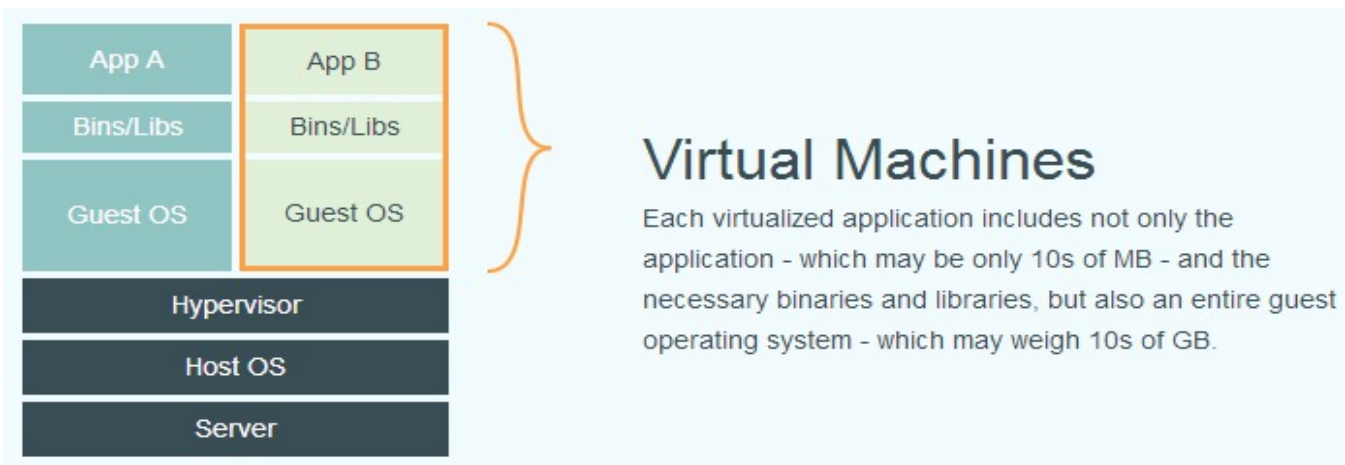 App A
App B
Bins/Libs
Bins/Libs
Guest OS
Guest OS
Hypervisor
Host OS
Server
Virtual Machines
Each virtualized application includes not only the
application - which may be only 10s of MB - and the
necessary binaries and libraries, but also an entire guest
operating system - which may weigh 10s of GB.